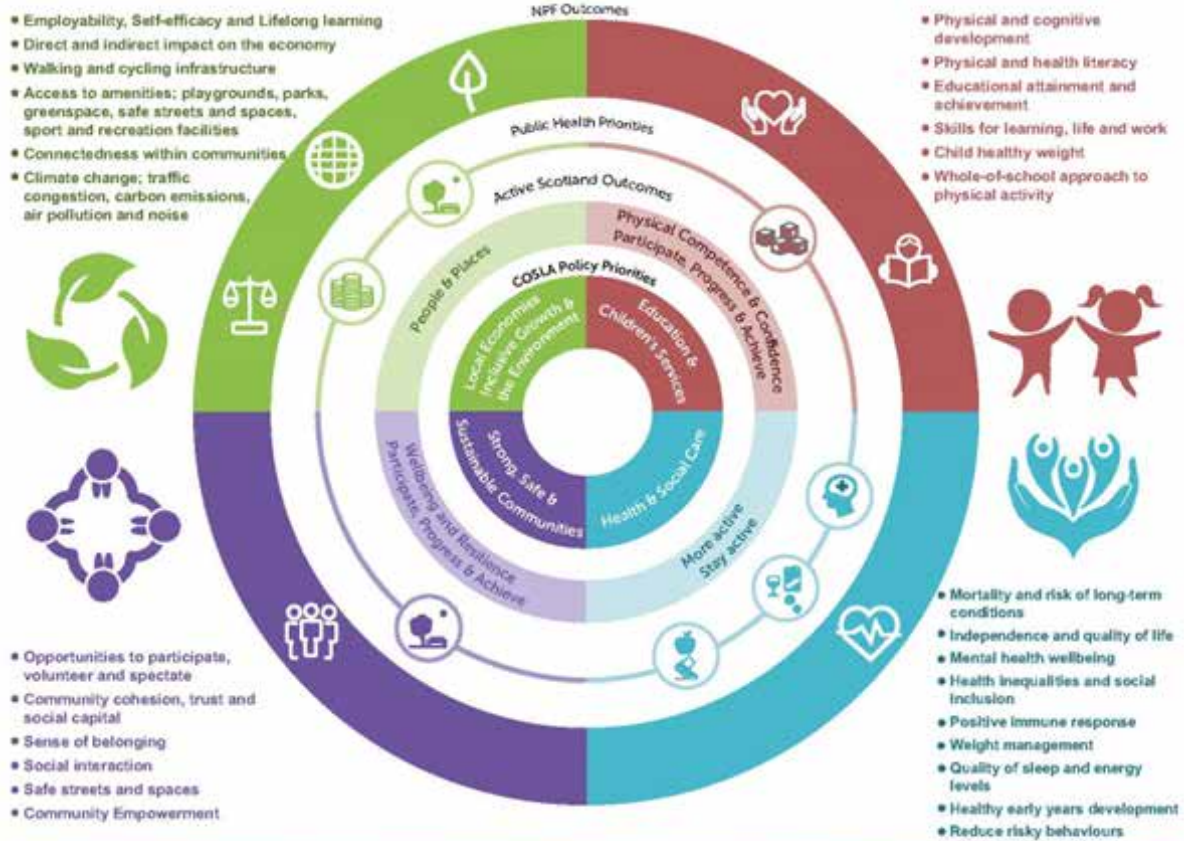 • Employability, Self-efficacy and Lifelong learning
• Direct and indirect impact on the economy
• Walking and cycling infrastructure
• Access to amenities; playgrounds, parks,
greenspace, safe streets and spaces,
sport and recreation facilities
• Connectedness within communities
• Climate change; traffic
congestion, carbon emissions,
air pollution and noise
NPF Outcomes
Public Health Priorities
Active Scotland Outcomes
COSLA Policy Priorities
• Physical and cognitive
development
• Physical and health literacy
• Educational attainment and
achievement
• Skills for learning, life and work
• Child healthy weight
• Whole-of-school approach to
physical activity
People & Places
Physical Competence & Confidence
Participate, Progress & Achieve
Local Economies
Inclusive Growth &
the Environment
Education &
Children's Services
Strong, Safe &
Sustainable Communities
Health & Social Care
Wellbeing and Resilience
Participate, Progress & Achieve
More active
Stay active
• Opportunities to participate,
volunteer and spectate
• Community cohesion, trust and
social capital
• Sense of belonging
• Social interaction
• Safe streets and spaces
• Community Empowerment
• Mortality and risk of long-term
conditions
• Independence and quality of life
• Mental health wellbeing
• Health inequalities and social
inclusion
• Positive immune response
• Weight management
• Quality of sleep and energy
levels
• Healthy early years development
• Reduce risky behaviours